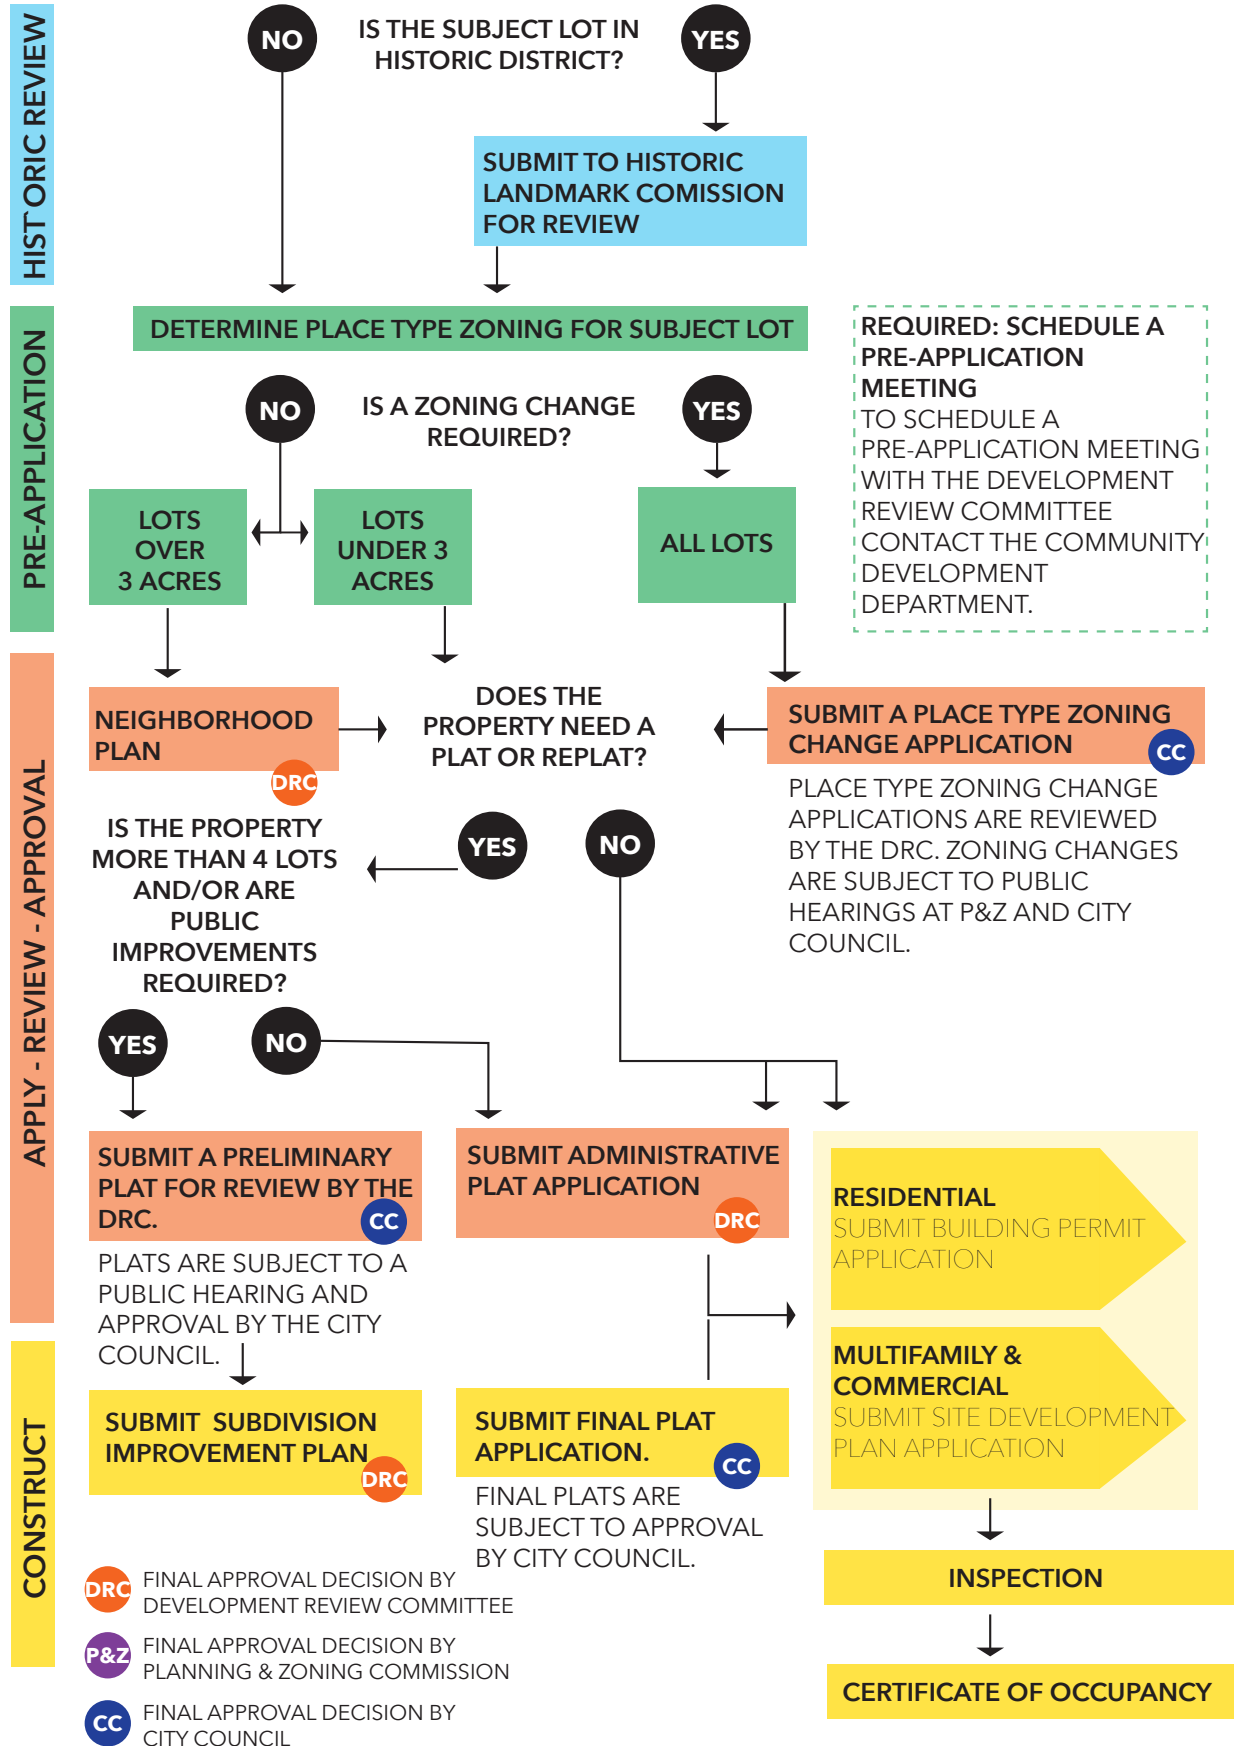 HISTORIC REVIEW
NO
IS THE SUBJECT LOT IN
HISTORIC DISTRICT?
YES
SUBMIT TO HISTORIC
LANDMARK COMISSION
FOR REVIEW
PRE-APPLICATION
DETERMINE PLACE TYPE ZONING FOR SUBJECT LOT
NO
IS A ZONING CHANGE
REQUIRED?
YES
REQUIRED: SCHEDULE A
PRE-APPLICATION
MEETING
TO SCHEDULE A
PRE-APPLICATION MEETING
WITH THE DEVELOPMENT
REVIEW COMMITTEE
CONTACT THE COMMUNITY
DEVELOPMENT
DEPARTMENT.
LOTS
OVER
3 ACRES
LOTS
UNDER 3
ACRES
ALL LOTS
APPLY - REVIEW - APPROVAL
NEIGHBORHOOD
PLAN
DRC
DOES THE
PROPERTY NEED A
PLAT OR REPLAT?
SUBMIT A PLACE TYPE ZONING
CHANGE APPLICATION
CC
PLACE TYPE ZONING CHANGE
APPLICATIONS ARE REVIEWED
BY THE DRC. ZONING CHANGES
ARE SUBJECT TO PUBLIC
HEARINGS AT P&Z AND CITY
COUNCIL.
YES
NO
IS THE PROPERTY
MORE THAN 4 LOTS
AND/OR ARE
PUBLIC
IMPROVEMENTS
REQUIRED?
YES
NO
SUBMIT A PRELIMINARY
PLAT FOR REVIEW BY THE
DRC.
CC
PLATS ARE SUBJECT TO A
PUBLIC HEARING AND
APPROVAL BY THE CITY
COUNCIL.
SUBMIT ADMINISTRATIVE
PLAT APPLICATION
DRC
RESIDENTIAL
SUBMIT BUILDING PERMIT
APPLICATION
MULTIFAMILY &
COMMERCIAL
SUBMIT SITE DEVELOPMENT
PLAN APPLICATION
CONSTRUCT
SUBMIT SUBDIVISION
IMPROVEMENT PLAN
DRC
SUBMIT FINAL PLAT
APPLICATION.
CC
FINAL PLATS ARE
SUBJECT TO APPROVAL
BY CITY COUNCIL.
INSPECTION
CERTIFICATE OF OCCUPANCY
DRC
FINAL APPROVAL DECISION BY
DEVELOPMENT REVIEW COMMITTEE
P&Z
FINAL APPROVAL DECISION BY
PLANNING & ZONING COMMISSION
CC
FINAL APPROVAL DECISION BY
CITY COUNCIL